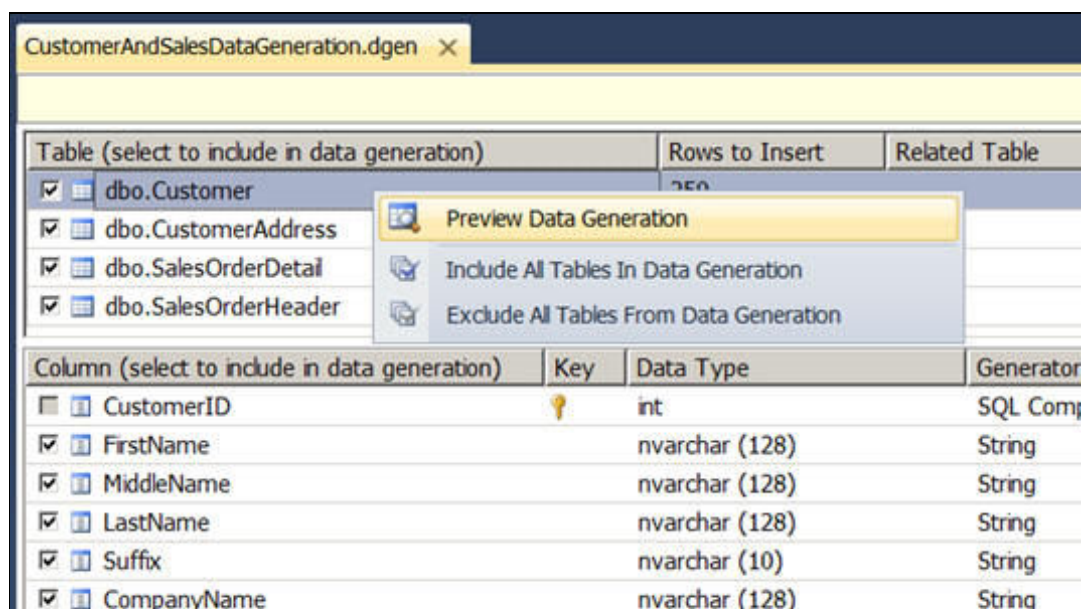 CustomerAndSalesDataGeneration.dgen
Table (select to include in data generation) Rows to Insert Related Table
dbo.Customer 250
dbo.CustomerAddress
dbo.SalesOrderDetail
dbo.SalesOrderHeader
Preview Data Generation
Include All Tables In Data Generation
Exclude All Tables From Data Generation
Column (select to include in data generation) Key Data Type Generator
CustomerID int SQL Comp
FirstName nvarchar (128) String
MiddleName nvarchar (128) String
LastName nvarchar (128) String
Suffix nvarchar (10) String
CompanyName nvarchar (128) String